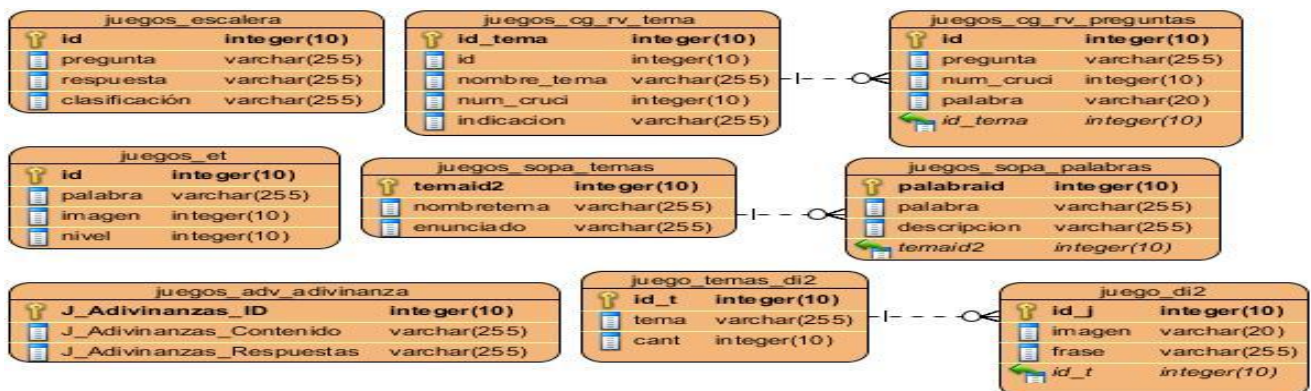 juegos_escalera
id integer(10)
pregunta varchar(255)
respuesta varchar(255)
clasificación varchar(255)
juegos_cg_rv_tema
id_tema integer(10)
id integer(10)
nombre_tema varchar(255)
num_cruci integer(10)
indicacion varchar(255)
juegos_cg_rv_preguntas
id integer(10)
pregunta varchar(255)
num_cruci integer(10)
palabra varchar(20)
id_tema integer(10)
juegos_et
id integer(10)
palabra varchar(255)
imagen integer(10)
nivel integer(10)
juegos_sopa_temas
temaid2 integer(10)
nombretema varchar(255)
enunciado varchar(255)
juegos_sopa_palabras
palabraid integer(10)
palabra varchar(255)
descripcion varchar(255)
temaid2 integer(10)
juegos_adv_adivinanza
J_Adivinanzas_ID integer(10)
J_Adivinanzas_Contenido varchar(255)
J_Adivinanzas_Respuestas varchar(255)
juego_temas_di2
id_t integer(10)
tema varchar(255)
cant integer(10)
juego_di2
id_j integer(10)
imagen varchar(20)
frase varchar(255)
id_t integer(10)